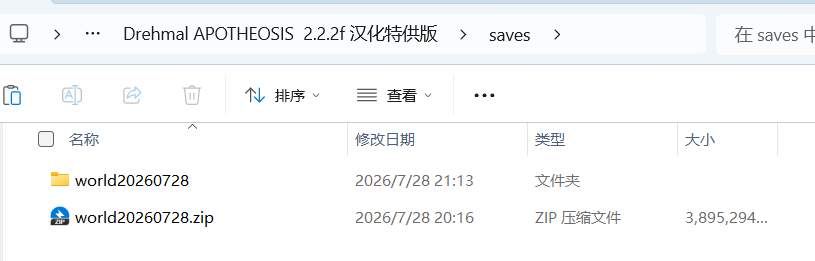 Drehmal APOTHEOSIS 2.2.2f 汉化特供版 saves 在 saves 中
排序 查看
名称 修改日期 类型 大小
world20260728 2026/7/28 21:13 文件夹
world20260728.zip 2026/7/28 20:16 ZIP 压缩文件 3,895,294...
ZIP